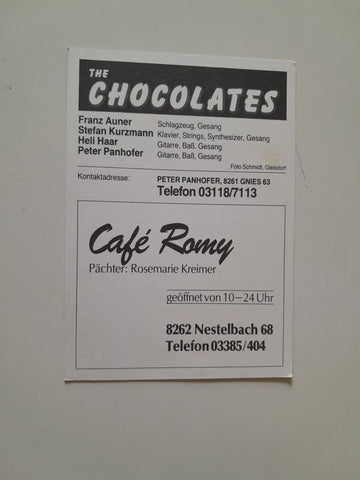 THE
CHOCOLATES
Franz Auner Schlagzeug, Gesang
Stefan Kurzmann Klavier, Strings, Synthesizer, Gesang
Heli Haar Gitarre, Baß, Gesang
Peter Panhofer Gitarre, Baß, Gesang
Foto Schmidt, Gleisdorf
Kontaktadresse: PETER PANHOFER, 8261 GNIES 63
Telefon 03118/7113
Café Romy
Pächter: Rosemarie Kreimer
geöffnet von 10–24 Uhr
8262 Nestelbach 68
Telefon 03385/404